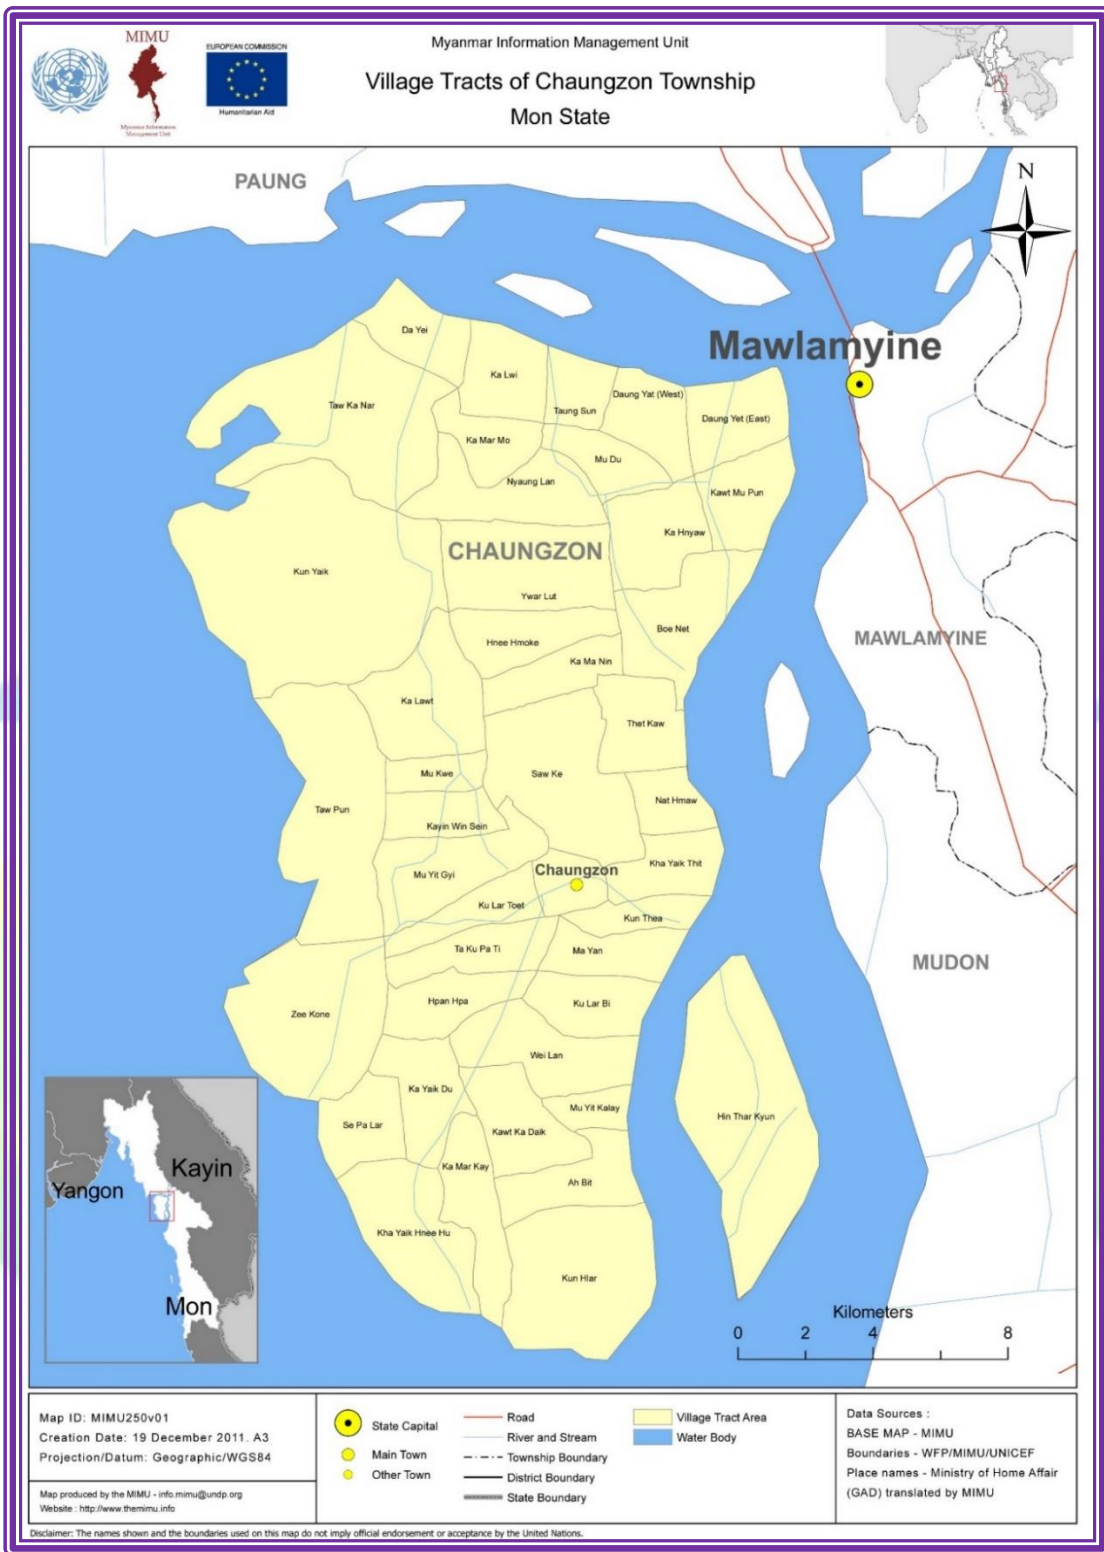 MIMU
Myanmar Information
Management Unit
EUROPEAN COMMISSION
Humanitarian Aid
Myanmar Information Management Unit
Village Tracts of Chaungzon Township
Mon State
PAUNG
N
Mawlamyine
Da Yei
Ka Lwi
Taw Ka Nar
Taung Sun
Daung Yat (West)
Daung Yet (East)
Ka Mar Mo
Mu Du
Nyaung Lan
Kawt Mu Pun
Ka Hnyaw
CHAUNGZON
Kun Yaik
Ywar Lut
Boe Net
MAWLAMYINE
Hnee Hmoke
Ka Ma Nin
Ka Lawt
Thet Kaw
Mu Kwe
Saw Ke
Taw Pun
Nat Hmaw
Kayin Win Sein
Kha Yaik Thit
Mu Yit Gyi
Chaungzon
Ku Lar Toet
Kun Thea
Ta Ku Pa Ti
Ma Yan
MUDON
Hpan Hpa
Ku Lar Bi
Zee Kone
Wei Lan
Ka Yaik Du
Mu Yit Kalay
Hin Thar Kyun
Se Pa Lar
Kawt Ka Daik
Ka Mar Kay
Ah Bit
Kha Yaik Hnee Hu
Kun Hlar
Kayin
Yangon
Mon
Kilometers
0 2 4 8
Map ID: MIMU250v01
Creation Date: 19 December 2011. A3
Projection/Datum: Geographic/WGS84
Map produced by the MIMU - info.mimu@undp.org
Website : http://www.themimu.info
State Capital
Main Town
Other Town
Road
River and Stream
Township Boundary
District Boundary
State Boundary
Village Tract Area
Water Body
Data Sources :
BASE MAP - MIMU
Boundaries - WFP/MIMU/UNICEF
Place names - Ministry of Home Affair
(GAD) translated by MIMU
Disclaimer: The names shown and the boundaries used on this map do not imply official endorsement or acceptance by the United Nations.